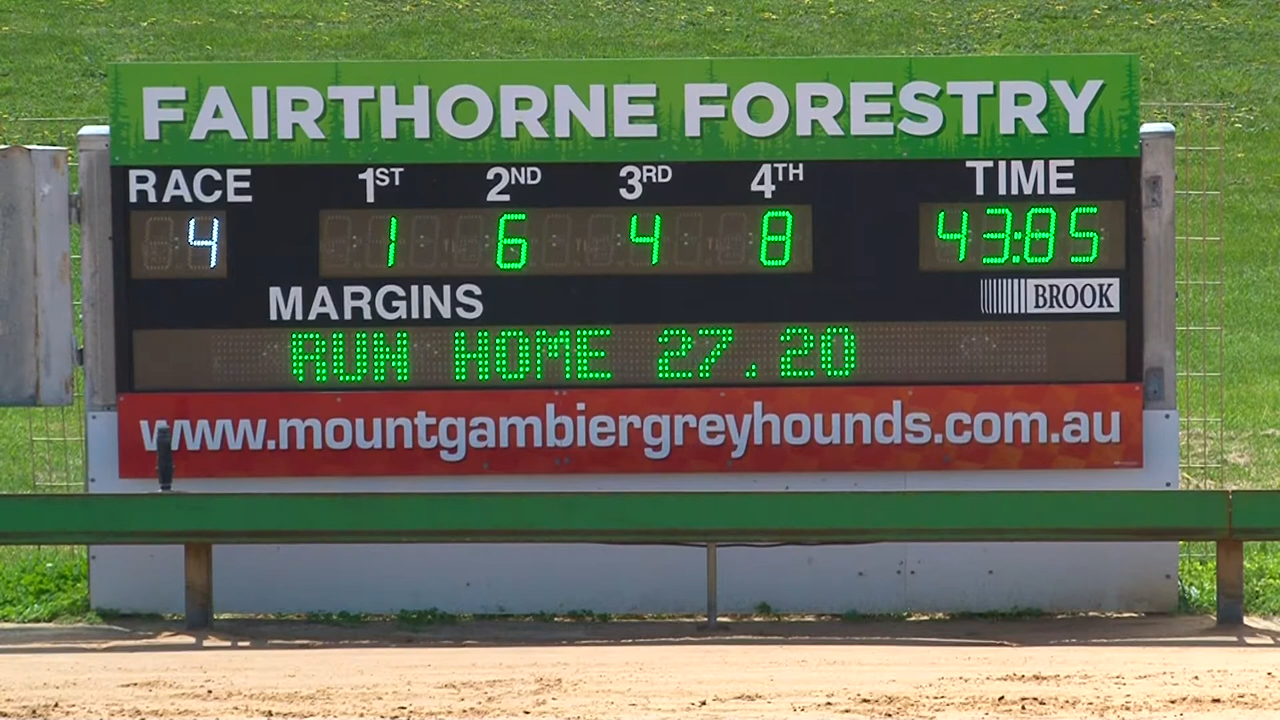 FAIRTHORNE FORESTRY
RACE 1ST 2ND 3RD 4TH TIME
4 1 6 4 8 43:85
MARGINS BROOK
RUN HOME 27.20
www.mountgambiergreyhounds.com.au